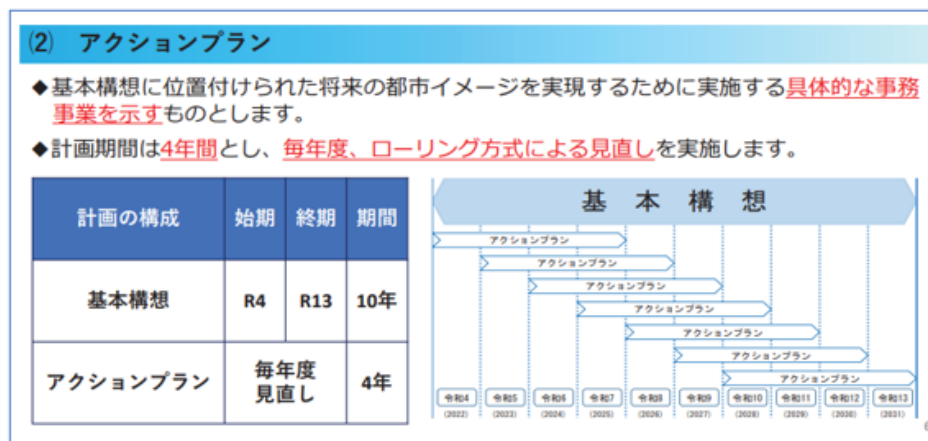 (2) アクションプラン
◆基本構想に位置付けられた将来の都市イメージを実現するために実施する具体的な事務
事業を示すものとします。
◆計画期間は4年間とし、毎年度、ローリング方式による見直しを実施します。
計画の構成 始期 終期 期間
基本構想 R4 R13 10年
アクションプラン 毎年度
見直し 4年
基本構想
アクションプラン
アクションプラン
アクションプラン
アクションプラン
アクションプラン
アクションプラン
アクションプラン
令和4 令和5 令和6 令和7 令和8 令和9 令和10 令和11 令和12 令和13
(2022) (2023) (2024) (2025) (2026) (2027) (2028) (2029) (2030) (2031)